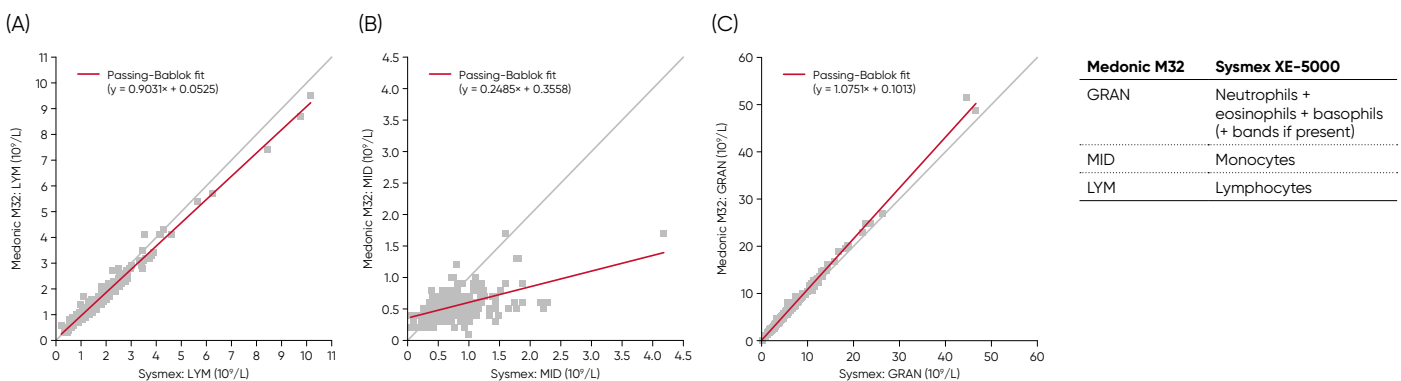 (A)
11
10
9
8
7
6
5
4
3
2
1
0
Medonic M32: LYM (10⁹/L)
Passing–Bablok fit
(y = 0.9031× + 0.0525)
0 1 2 3 4 5 6 7 8 9 10 11
Sysmex: LYM (10⁹/L)
(B)
4.5
4.0
3.5
3.0
2.5
2.0
1.5
1.0
0.5
0
Medonic M32: MID (10⁹/L)
Passing–Bablok fit
(y = 0.2485× + 0.3558)
0 0.5 1.0 1.5 2.0 2.5 3.0 3.5 4.0 4.5
Sysmex: MID (10⁹/L)
(C)
60
50
40
30
20
10
0
Medonic M32: GRAN (10⁹/L)
Passing–Bablok fit
(y = 1.0751× + 0.1013)
0 10 20 30 40 50 60
Sysmex: GRAN (10⁹/L)
Medonic M32 Sysmex XE-5000
GRAN Neutrophils +
eosinophils + basophils
(+ bands if present)
MID Monocytes
LYM Lymphocytes